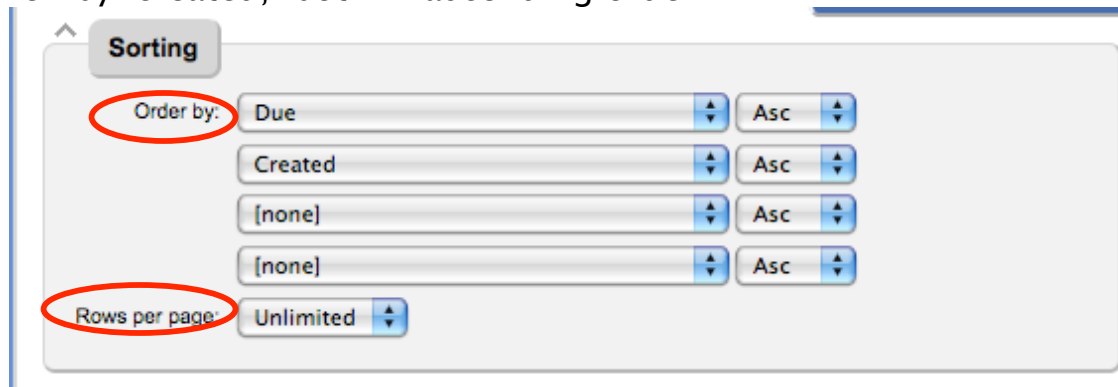 Sorting
Order by: Due Asc
Created Asc
[none] Asc
[none] Asc
Rows per page: Unlimited